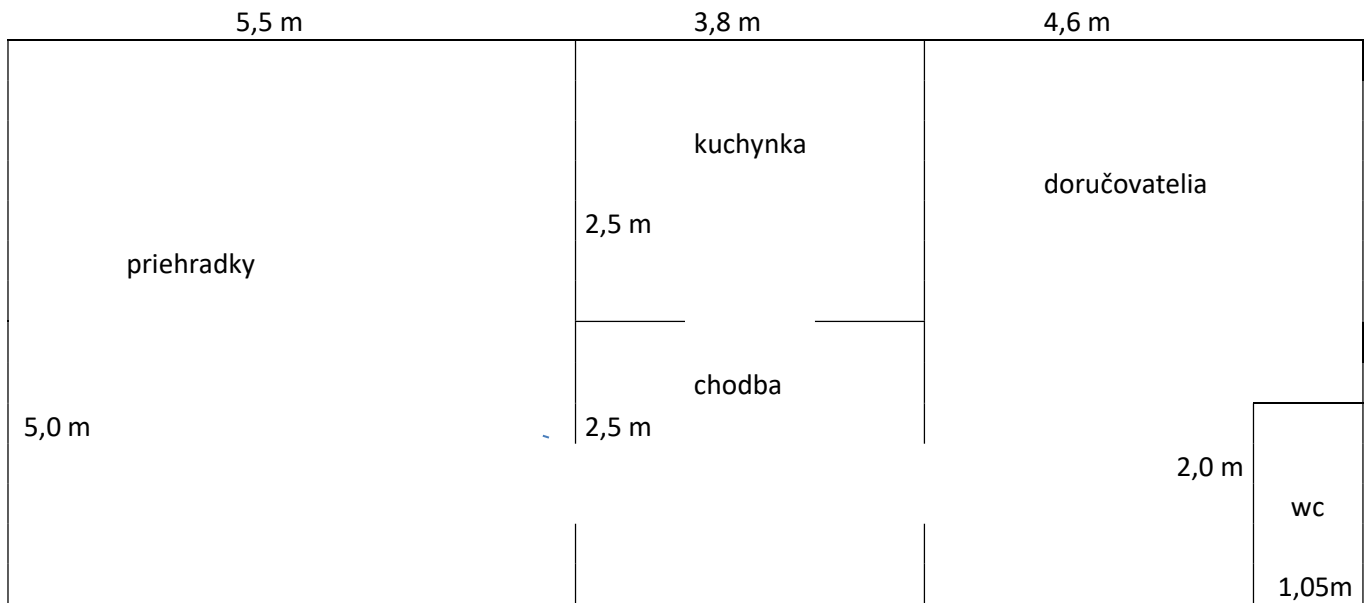 5,5 m
3,8 m
4,6 m
kuchynka
doručovatelia
2,5 m
priehradky
chodba
5,0 m
2,5 m
2,0 m
wc
1,05m